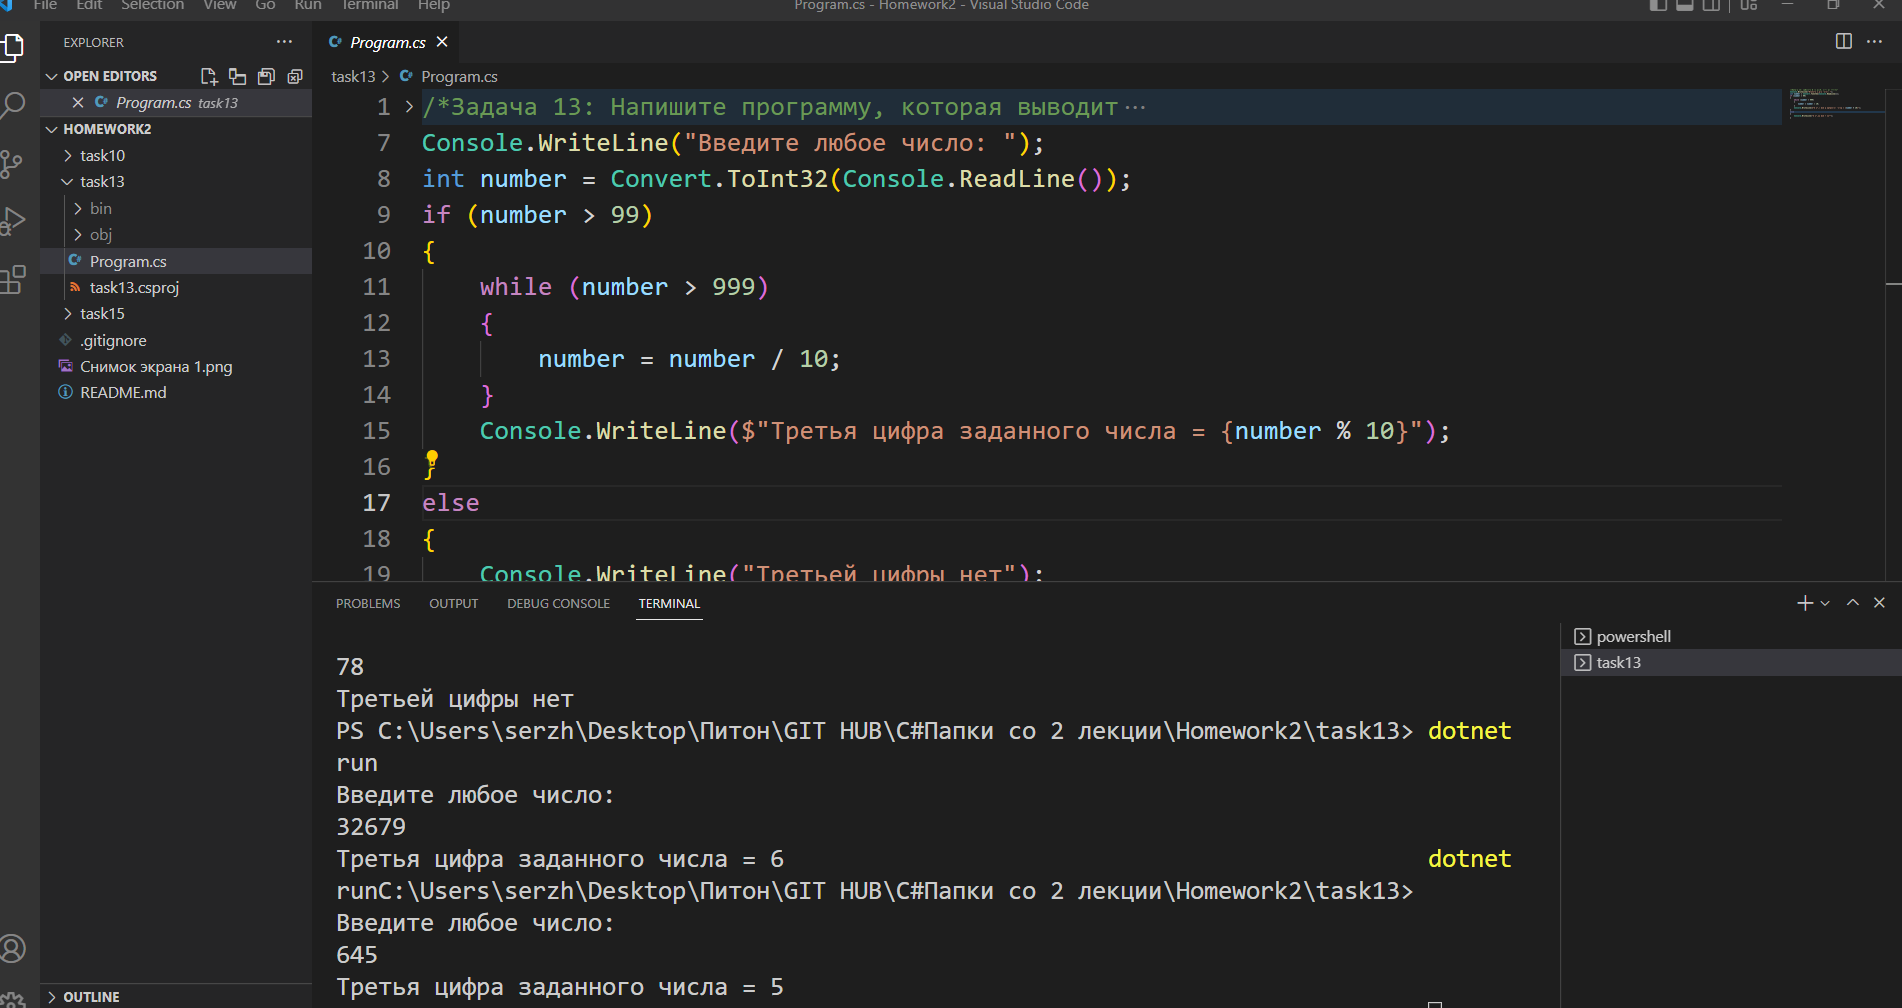 File Edit Selection View Go Run Terminal Help
Program.cs - Homework2 - Visual Studio Code
EXPLORER
OPEN EDITORS
Program.cs task13
HOMEWORK2
task10
task13
bin
obj
Program.cs
task13.csproj
task15
.gitignore
Снимок экрана 1.png
README.md
OUTLINE
Program.cs
task13 > Program.cs
1 /*Задача 13: Напишите программу, которая выводит···
7 Console.WriteLine("Введите любое число: ");
8 int number = Convert.ToInt32(Console.ReadLine());
9 if (number > 99)
10 {
11 while (number > 999)
12 {
13 number = number / 10;
14 }
15 Console.WriteLine($"Третья цифра заданного числа = {number % 10}");
16 }
17 else
18 {
19 Console.WriteLine("Третьей цифры нет");
PROBLEMS OUTPUT DEBUG CONSOLE TERMINAL
78
Третьей цифры нет
PS C:\Users\serzh\Desktop\Питон\GIT HUB\C#Папки со 2 лекции\Homework2\task13> dotnet
run
Введите любое число:
32679
Третья цифра заданного числа = 6 dotnet
runC:\Users\serzh\Desktop\Питон\GIT HUB\C#Папки со 2 лекции\Homework2\task13>
Введите любое число:
645
Третья цифра заданного числа = 5
powershell
task13